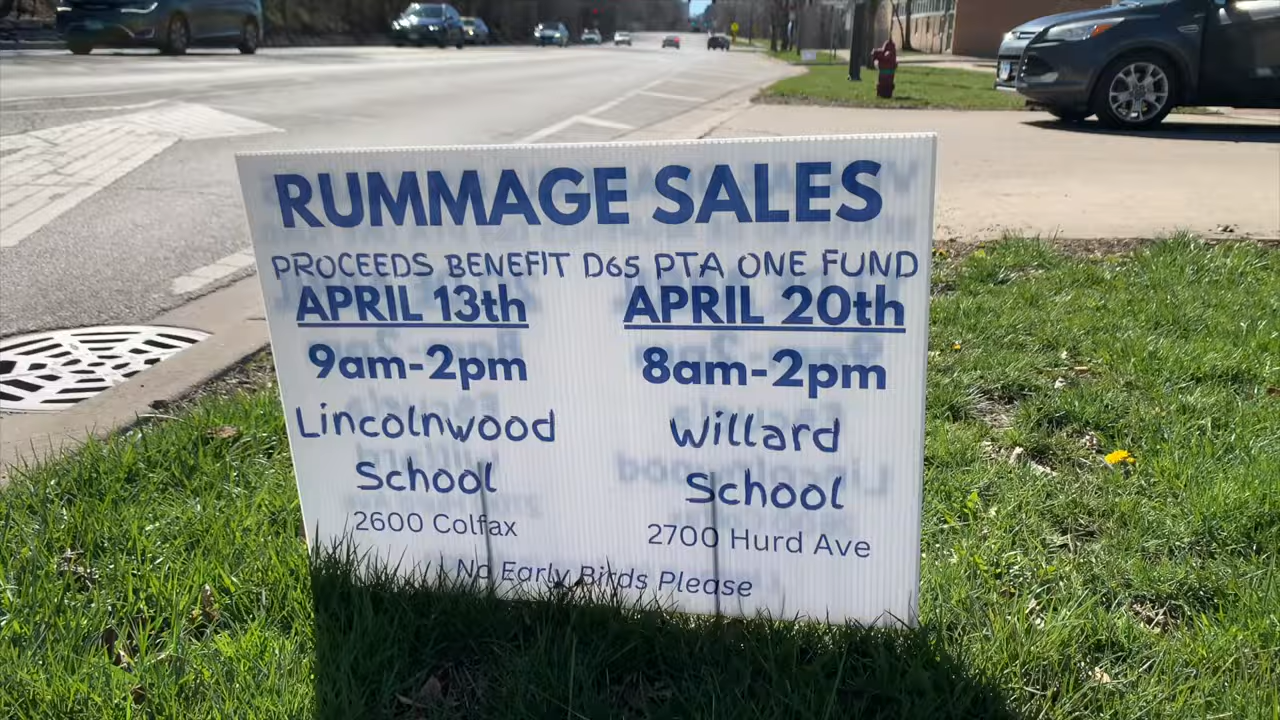 RUMMAGE SALES
PROCEEDS BENEFIT D65 PTA ONE FUND
APRIL 13th
9am-2pm
Lincolnwood
School
2600 Colfax
APRIL 20th
8am-2pm
Willard
School
2700 Hurd Ave
No Early Birds Please